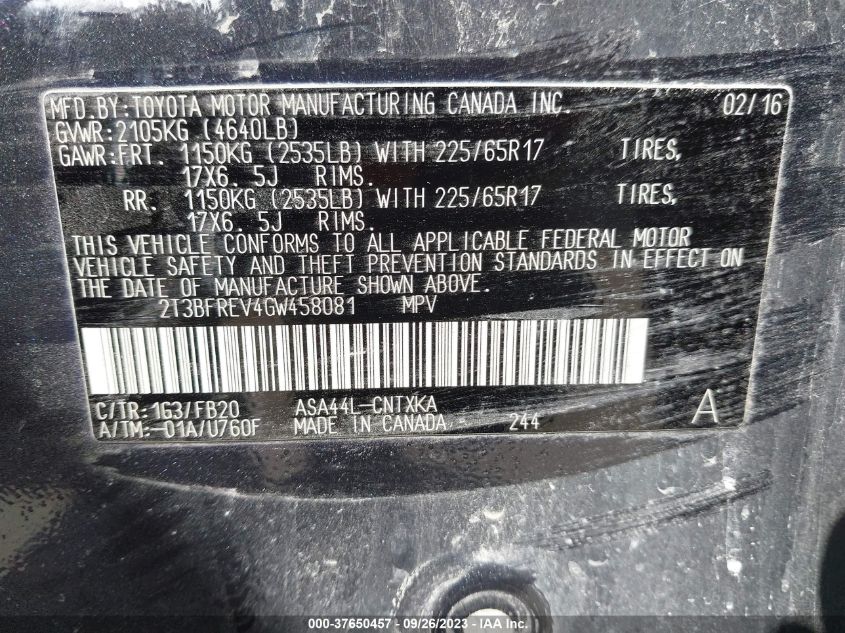 MFD.BY:TOYOTA MOTOR MANUFACTURING CANADA INC. 02/16
GVWR:2105KG (4640LB)
GAWR:FRT. 1150KG (2535LB) WITH 225/65R17 TIRES,
17X6. 5J RIMS.
RR. 1150KG (2535LB) WITH 225/65R17 TIRES,
17X6. 5J RIMS.
THIS VEHICLE CONFORMS TO ALL APPLICABLE FEDERAL MOTOR
VEHICLE SAFETY AND THEFT PREVENTION STANDARDS IN EFFECT ON
THE DATE OF MANUFACTURE SHOWN ABOVE.
2T3BFREV4GW458081 MPV
C/TR:1G3/FB20 ASA44L-CNTXKA A
A/TM:-01A/U760F MADE IN CANADA 244
000-37650457 - 09/26/2023 - IAA Inc.